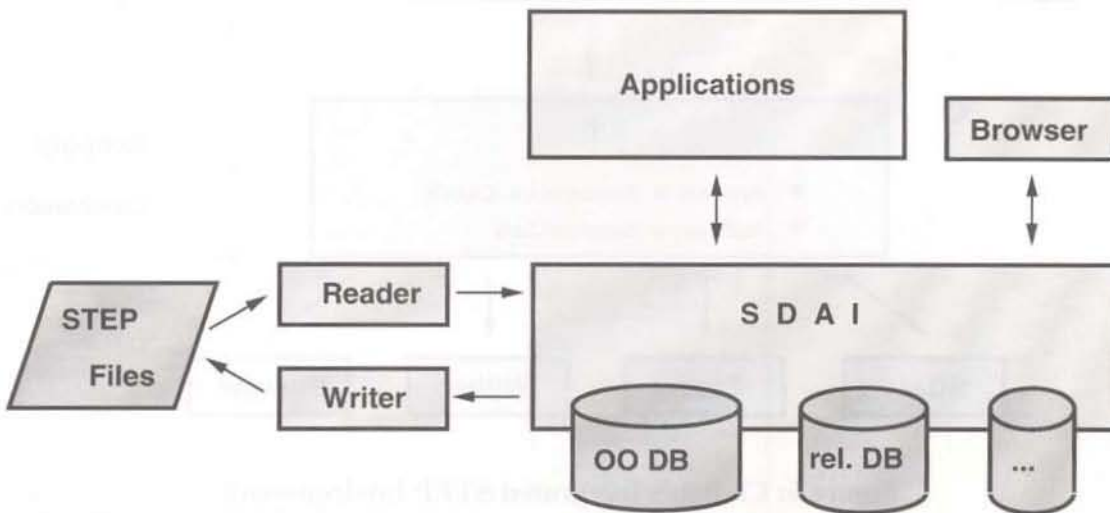 Applications
Browser
STEP
Files
Reader
Writer
S D A I
OO DB
rel. DB
...